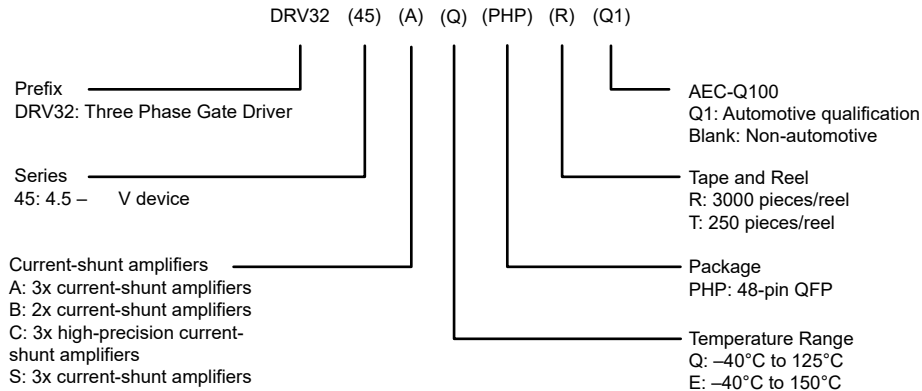 DRV32 (45) (A) (Q) (PHP) (R) (Q1)
Prefix
DRV32: Three Phase Gate Driver
Series
45: 4.5 – V device
Current-shunt amplifiers
A: 3x current-shunt amplifiers
B: 2x current-shunt amplifiers
C: 3x high-precision current-
shunt amplifiers
S: 3x current-shunt amplifiers
AEC-Q100
Q1: Automotive qualification
Blank: Non-automotive
Tape and Reel
R: 3000 pieces/reel
T: 250 pieces/reel
Package
PHP: 48-pin QFP
Temperature Range
Q: –40°C to 125°C
E: –40°C to 150°C